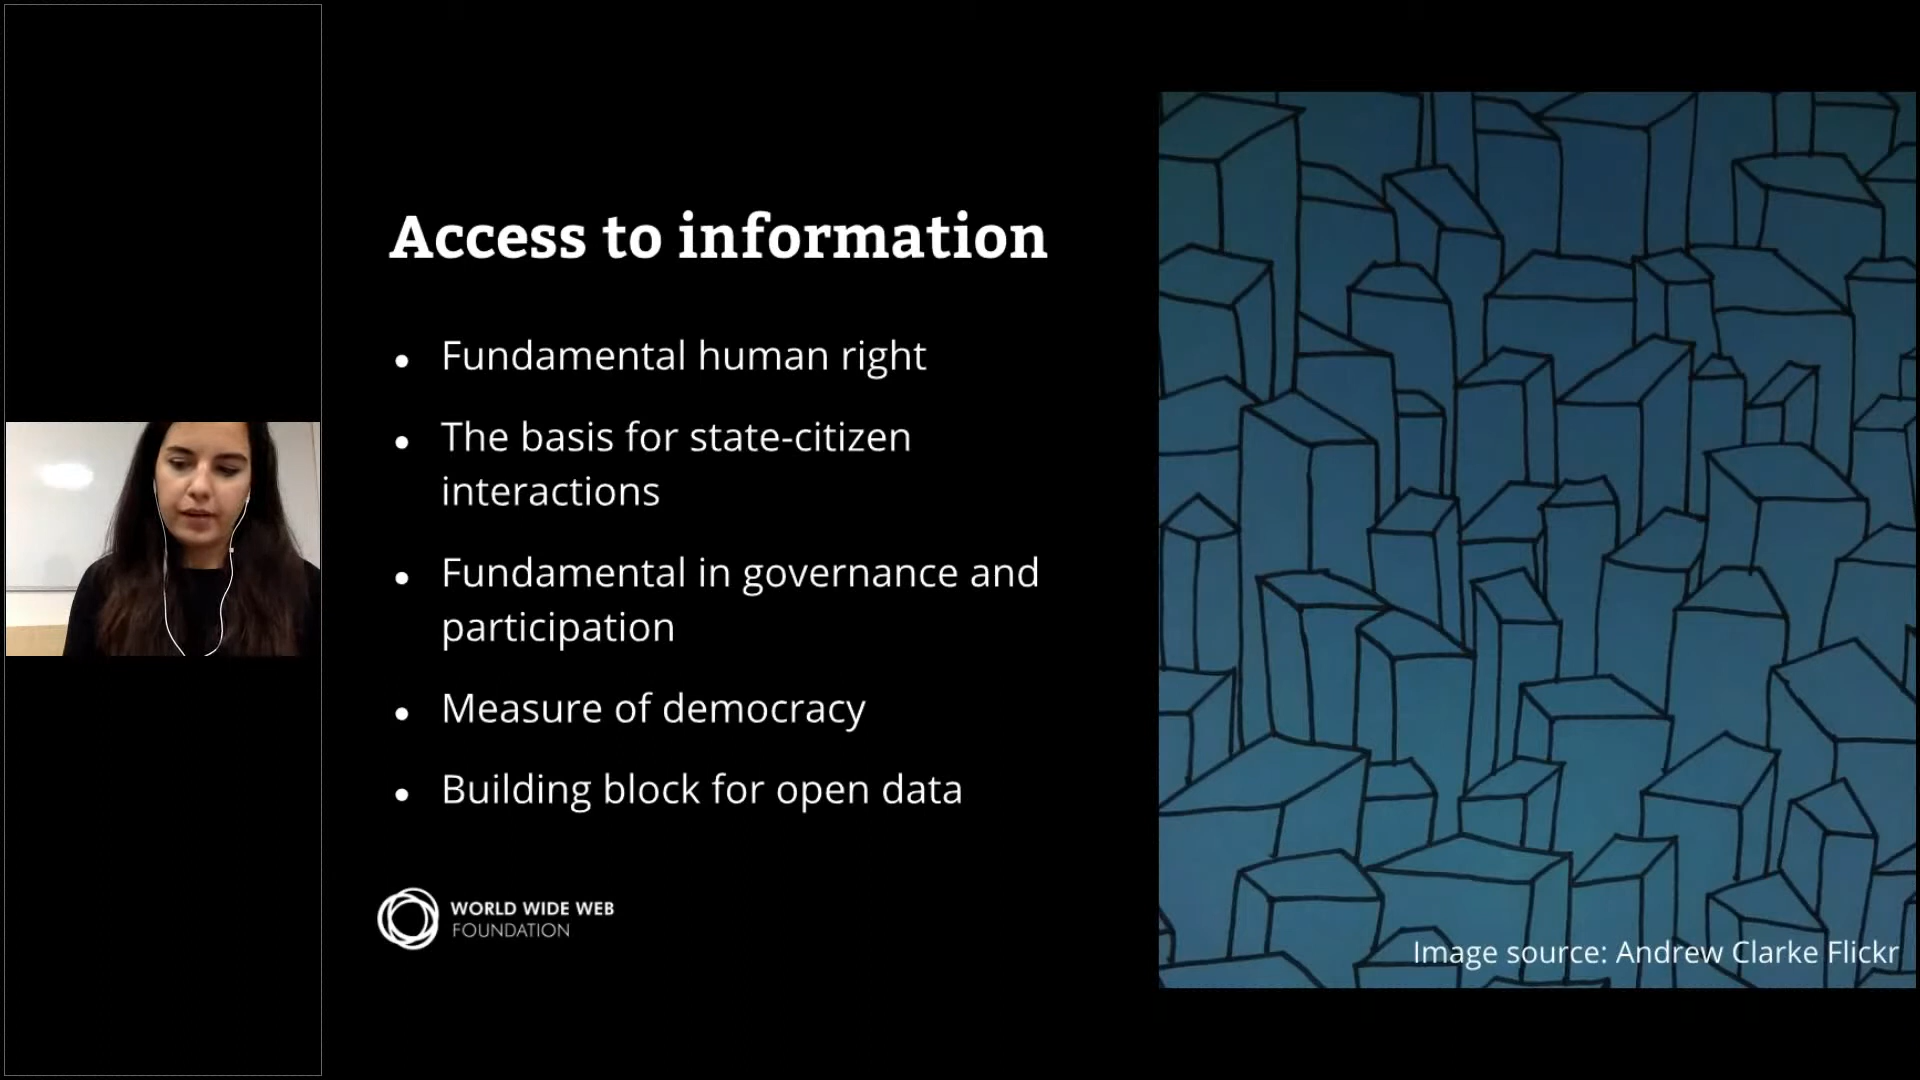 Access to information
• Fundamental human right
• The basis for state-citizen
interactions
• Fundamental in governance and
participation
• Measure of democracy
• Building block for open data
WORLD WIDE WEB
FOUNDATION
Image source: Andrew Clarke Flickr